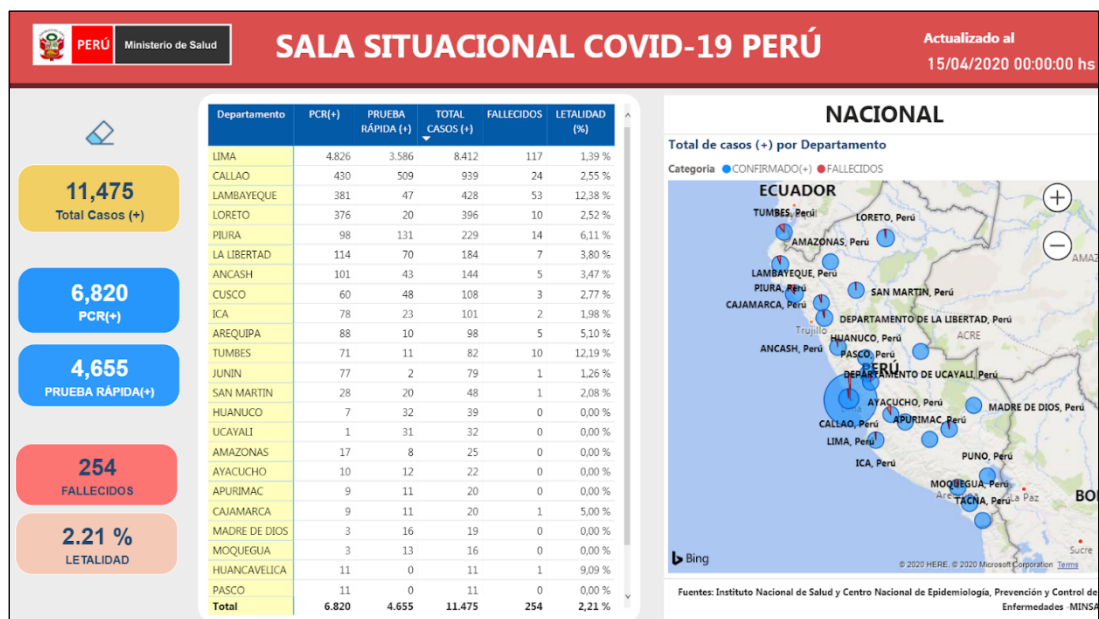 PERÚ Ministerio de Salud
SALA SITUACIONAL COVID-19 PERÚ
Actualizado al
15/04/2020 00:00:00 hs
11,475
Total Casos (+)
6,820
PCR(+)
4,655
PRUEBA RÁPIDA(+)
254
FALLECIDOS
2.21 %
LETALIDAD
Departamento PCR(+) PRUEBA RÁPIDA (+) TOTAL CASOS (+) FALLECIDOS LETALIDAD (%)
LIMA 4.826 3.586 8.412 117 1,39 %
CALLAO 430 509 939 24 2,55 %
LAMBAYEQUE 381 47 428 53 12,38 %
LORETO 376 20 396 10 2,52 %
PIURA 98 131 229 14 6,11 %
LA LIBERTAD 114 70 184 7 3,80 %
ANCASH 101 43 144 5 3,47 %
CUSCO 60 48 108 3 2,77 %
ICA 78 23 101 2 1,98 %
AREQUIPA 88 10 98 5 5,10 %
TUMBES 71 11 82 10 12,19 %
JUNIN 77 2 79 1 1,26 %
SAN MARTIN 28 20 48 1 2,08 %
HUANUCO 7 32 39 0 0,00 %
UCAYALI 1 31 32 0 0,00 %
AMAZONAS 17 8 25 0 0,00 %
AYACUCHO 10 12 22 0 0,00 %
APURIMAC 9 11 20 0 0,00 %
CAJAMARCA 9 11 20 1 5,00 %
MADRE DE DIOS 3 16 19 0 0,00 %
MOQUEGUA 3 13 16 0 0,00 %
HUANCAVELICA 11 0 11 1 9,09 %
PASCO 11 0 11 0 0,00 %
Total 6.820 4.655 11.475 254 2,21 %
NACIONAL
Total de casos (+) por Departamento
Categoria CONFIRMADO(+) FALLECIDOS
ECUADOR
TUMBES, Perú
LORETO, Perú
AMAZONAS, Perú
AMAZ
LAMBAYEQUE, Perú
PIURA, Perú
SAN MARTIN, Perú
CAJAMARCA, Perú
DEPARTAMENTO DE LA LIBERTAD, Perú
Trujillo
HUANUCO, Perú
ACRE
ANCASH, Perú
PASCO, Perú
PERÚ
DEPARTAMENTO DE UCAYALI, Perú
AYACUCHO, Perú
MADRE DE DIOS, Perú
Lima
CALLAO, Perú
APURIMAC, Perú
LIMA, Perú
ICA, Perú
PUNO, Perú
MOQUEGUA, Perú
TACNA, Perú
La Paz
BO
Sucre
Bing
© 2020 HERE. © 2020 Microsoft Corporation Terms
Fuentes: Instituto Nacional de Salud y Centro Nacional de Epidemiología, Prevención y Control de
Enfermedades -MINSA